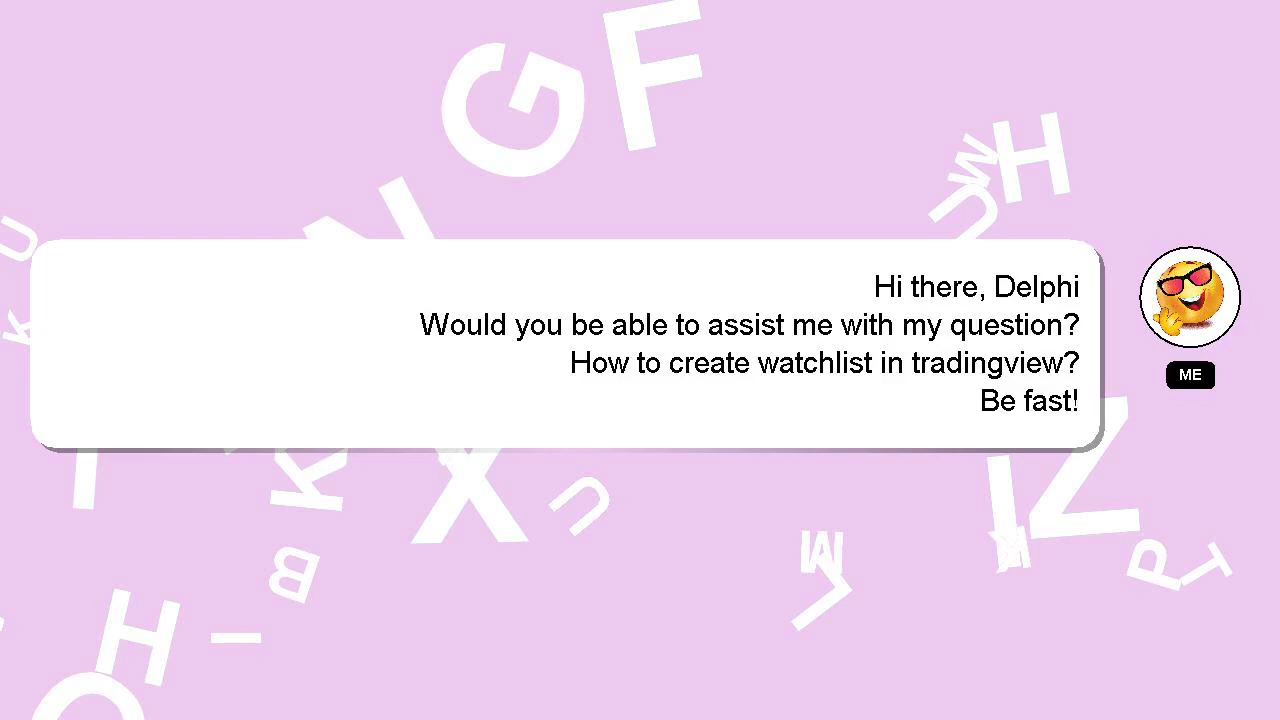 Hi there, Delphi
Would you be able to assist me with my question?
How to create watchlist in tradingview?
Be fast!
ME